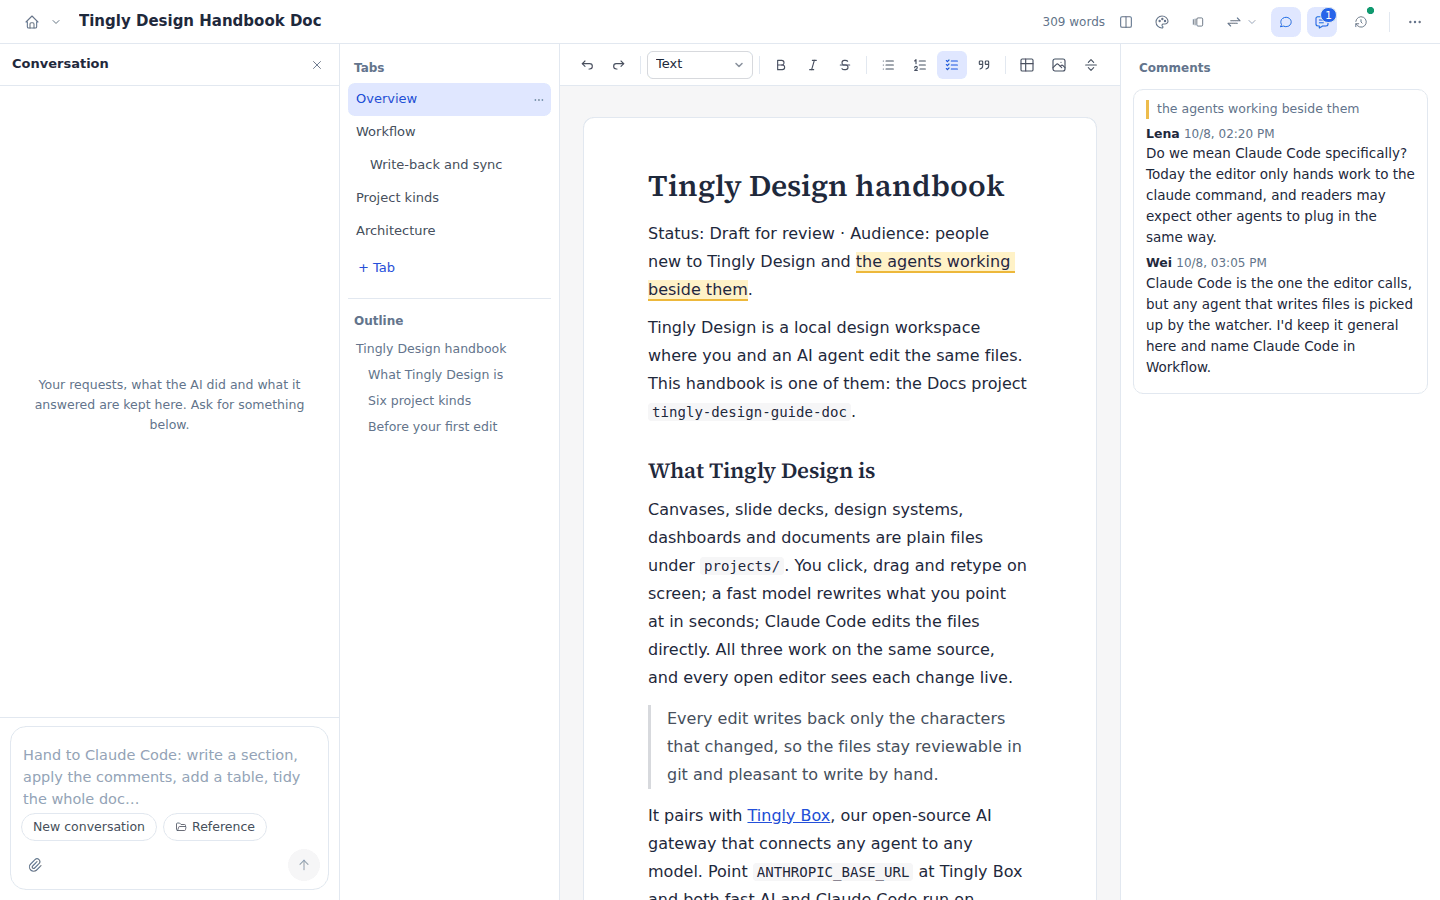 Tingly Design Handbook Doc
309 words
1
Conversation
Your requests, what the AI did and what it
answered are kept here. Ask for something
below.
Hand to Claude Code: write a section,
apply the comments, add a table, tidy
the whole doc…
New conversation
Reference
Tabs
Overview
Workflow
Write-back and sync
Project kinds
Architecture
+ Tab
Outline
Tingly Design handbook
What Tingly Design is
Six project kinds
Before your first edit
Text
Tingly Design handbook
Status: Draft for review · Audience: people
new to Tingly Design and the agents working
beside them.
Tingly Design is a local design workspace
where you and an AI agent edit the same files.
This handbook is one of them: the Docs project
tingly-design-guide-doc.
What Tingly Design is
Canvases, slide decks, design systems,
dashboards and documents are plain files
under projects/. You click, drag and retype on
screen; a fast model rewrites what you point
at in seconds; Claude Code edits the files
directly. All three work on the same source,
and every open editor sees each change live.
Every edit writes back only the characters
that changed, so the files stay reviewable in
git and pleasant to write by hand.
It pairs with Tingly Box, our open-source AI
gateway that connects any agent to any
model. Point ANTHROPIC_BASE_URL at Tingly Box
and both fast AI and Claude Code run on
Comments
the agents working beside them
Lena 10/8, 02:20 PM
Do we mean Claude Code specifically?
Today the editor only hands work to the
claude command, and readers may
expect other agents to plug in the
same way.
Wei 10/8, 03:05 PM
Claude Code is the one the editor calls,
but any agent that writes files is picked
up by the watcher. I'd keep it general
here and name Claude Code in
Workflow.